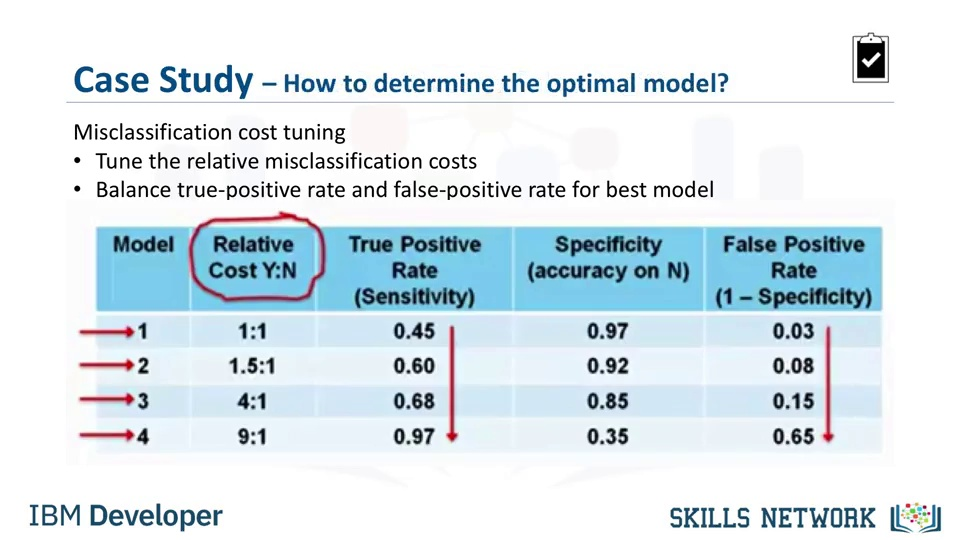 Case Study – How to determine the optimal model?
Misclassification cost tuning
• Tune the relative misclassification costs
• Balance true-positive rate and false-positive rate for best model
Model Relative Cost Y:N True Positive Rate (Sensitivity) Specificity (accuracy on N) False Positive Rate (1 – Specificity)
1 1:1 0.45 0.97 0.03
2 1.5:1 0.60 0.92 0.08
3 4:1 0.68 0.85 0.15
4 9:1 0.97 0.35 0.65
IBM Developer
SKILLS NETWORK